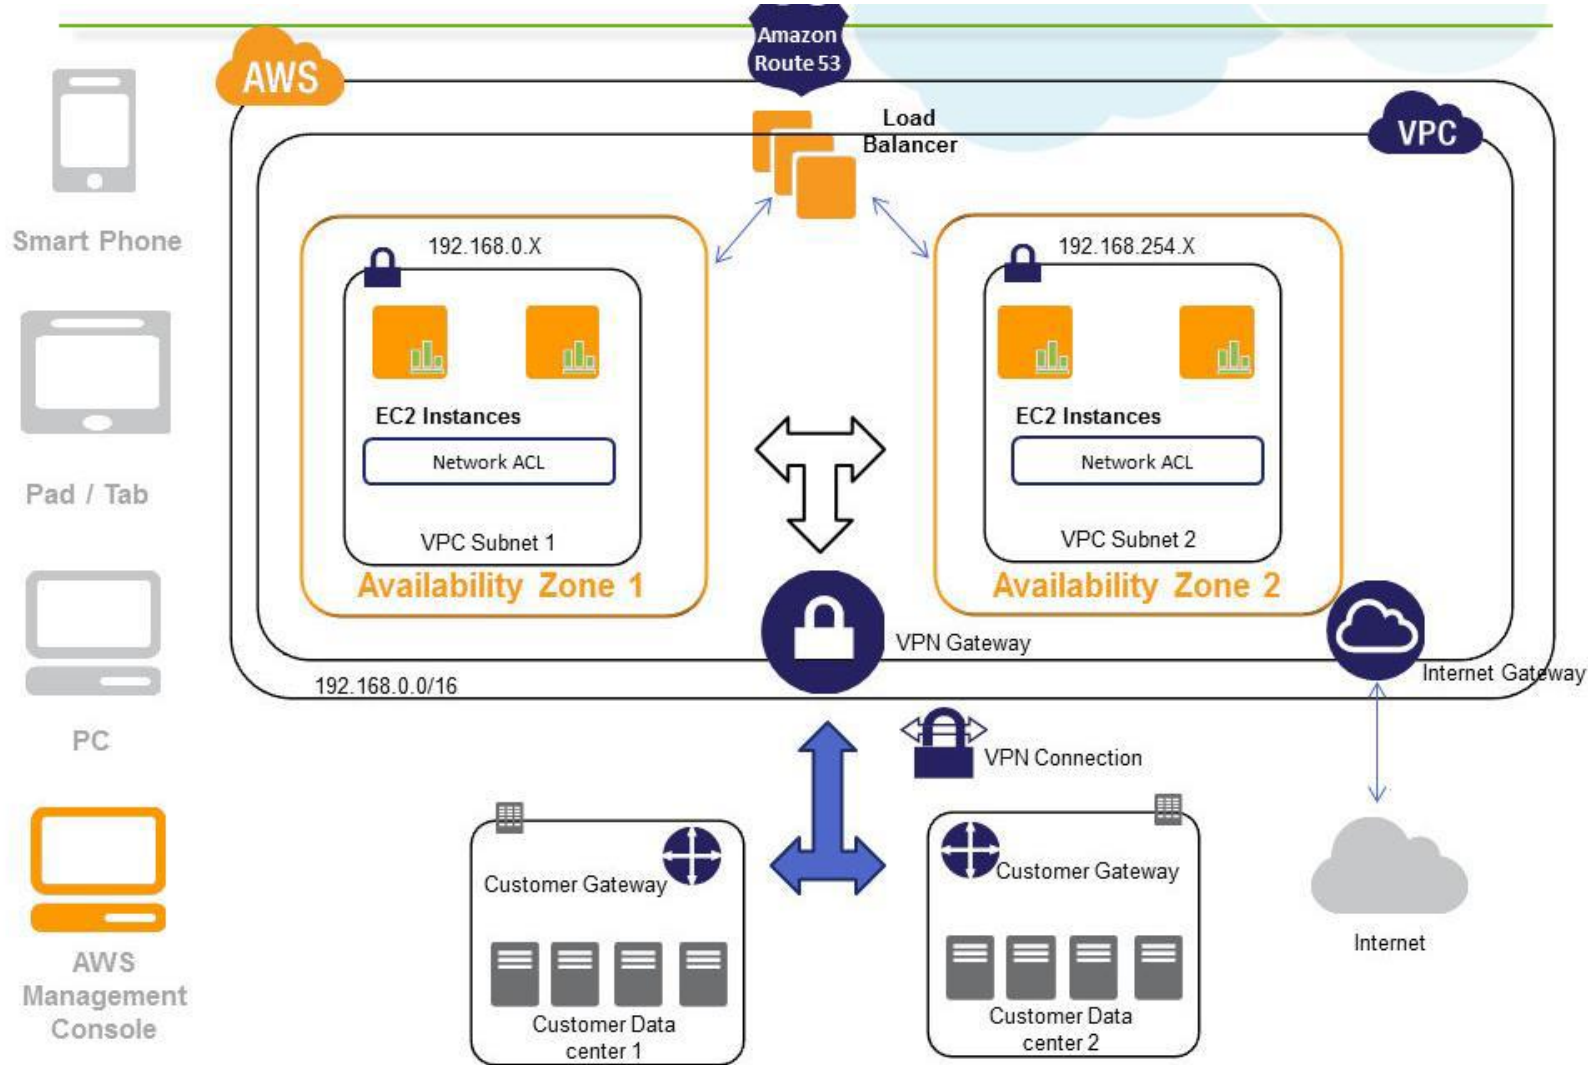 Amazon
Route 53
AWS
VPC
Load
Balancer
Smart Phone
192.168.0.X
192.168.254.X
EC2 Instances
EC2 Instances
Network ACL
Network ACL
Pad / Tab
VPC Subnet 1
VPC Subnet 2
Availability Zone 1
Availability Zone 2
VPN Gateway
Internet Gateway
192.168.0.0/16
PC
VPN Connection
Customer Gateway
Customer Gateway
Internet
AWS
Management
Console
Customer Data
center 1
Customer Data
center 2